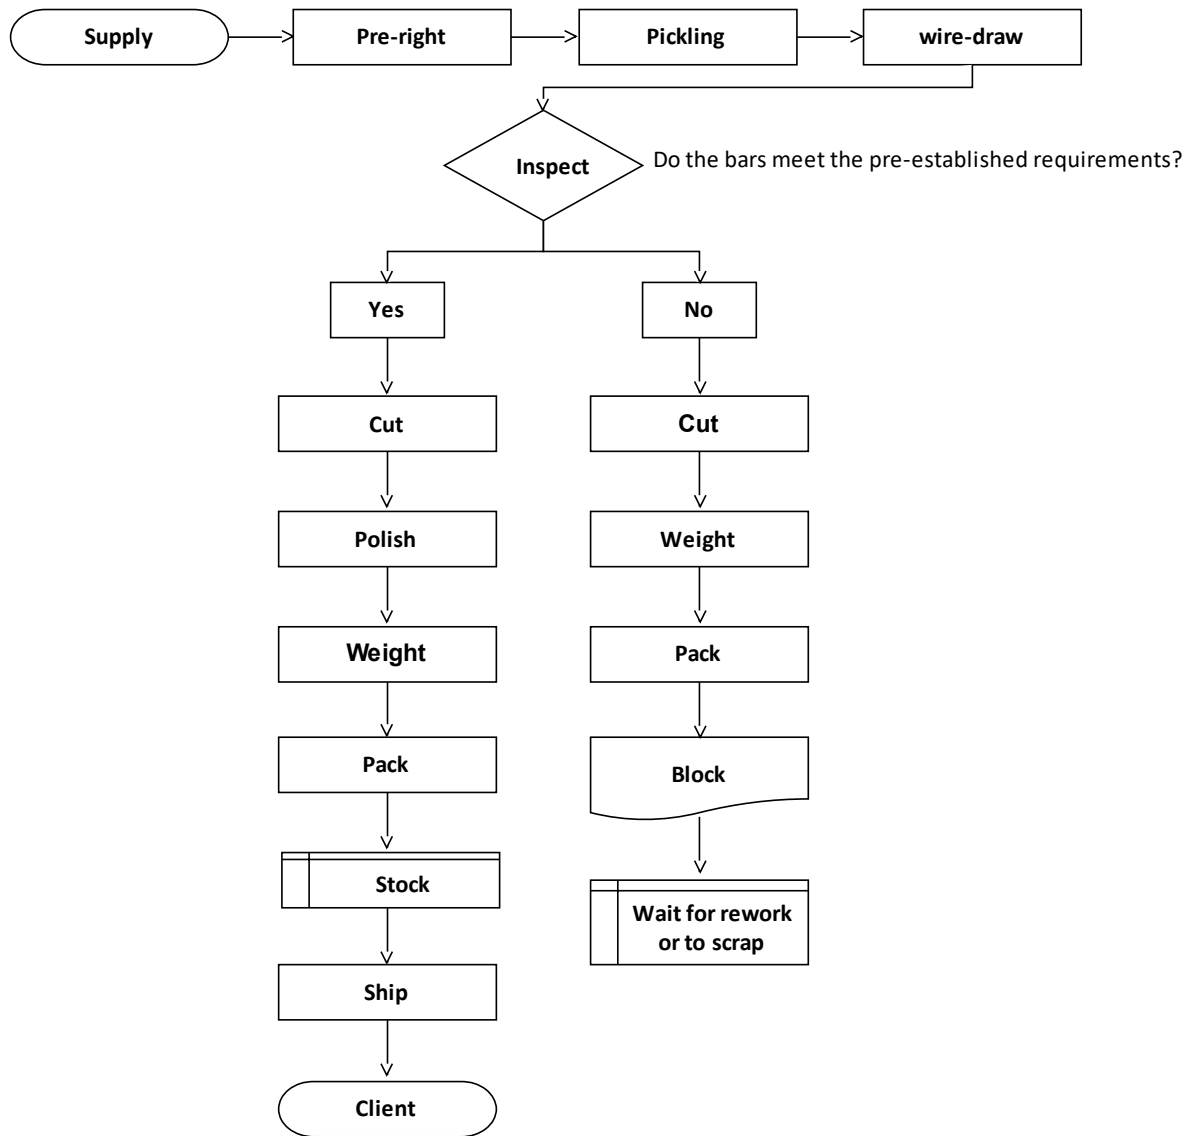 Supply
Pre-right
Pickling
wire-draw
Inspect
Do the bars meet the pre-established requirements?
Yes
No
Cut
Cut
Polish
Weight
Weight
Pack
Pack
Block
Stock
Wait for rework
or to scrap
Ship
Client